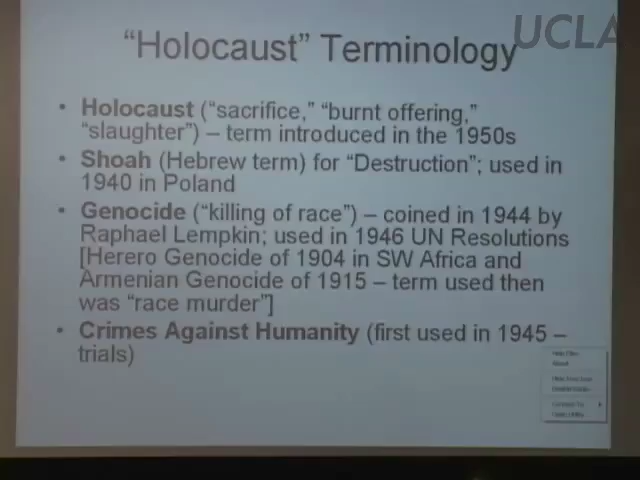 UCLA
"Holocaust" Terminology
• Holocaust ("sacrifice," "burnt offering,"
"slaughter") – term introduced in the 1950s
• Shoah (Hebrew term) for "Destruction"; used in
1940 in Poland
• Genocide ("killing of race") – coined in 1944 by
Raphael Lempkin; used in 1946 UN Resolutions
[Herero Genocide of 1904 in SW Africa and
Armenian Genocide of 1915 – term used then
was "race murder"]
• Crimes Against Humanity (first used in 1945 –
trials)